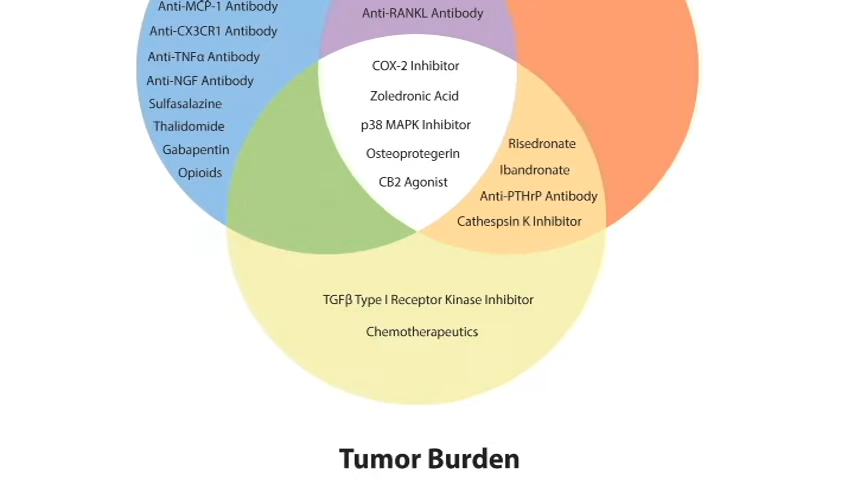 Anti-MCP-1 Antibody
Anti-CX3CR1 Antibody
Anti-TNFα Antibody
Anti-NGF Antibody
Sulfasalazine
Thalidomide
Gabapentin
Opioids
Anti-RANKL Antibody
COX-2 Inhibitor
Zoledronic Acid
p38 MAPK Inhibitor
Osteoprotegerin
CB2 Agonist
Risedronate
Ibandronate
Anti-PTHrP Antibody
Cathespsin K Inhibitor
TGFβ Type I Receptor Kinase Inhibitor
Chemotherapeutics
Tumor Burden